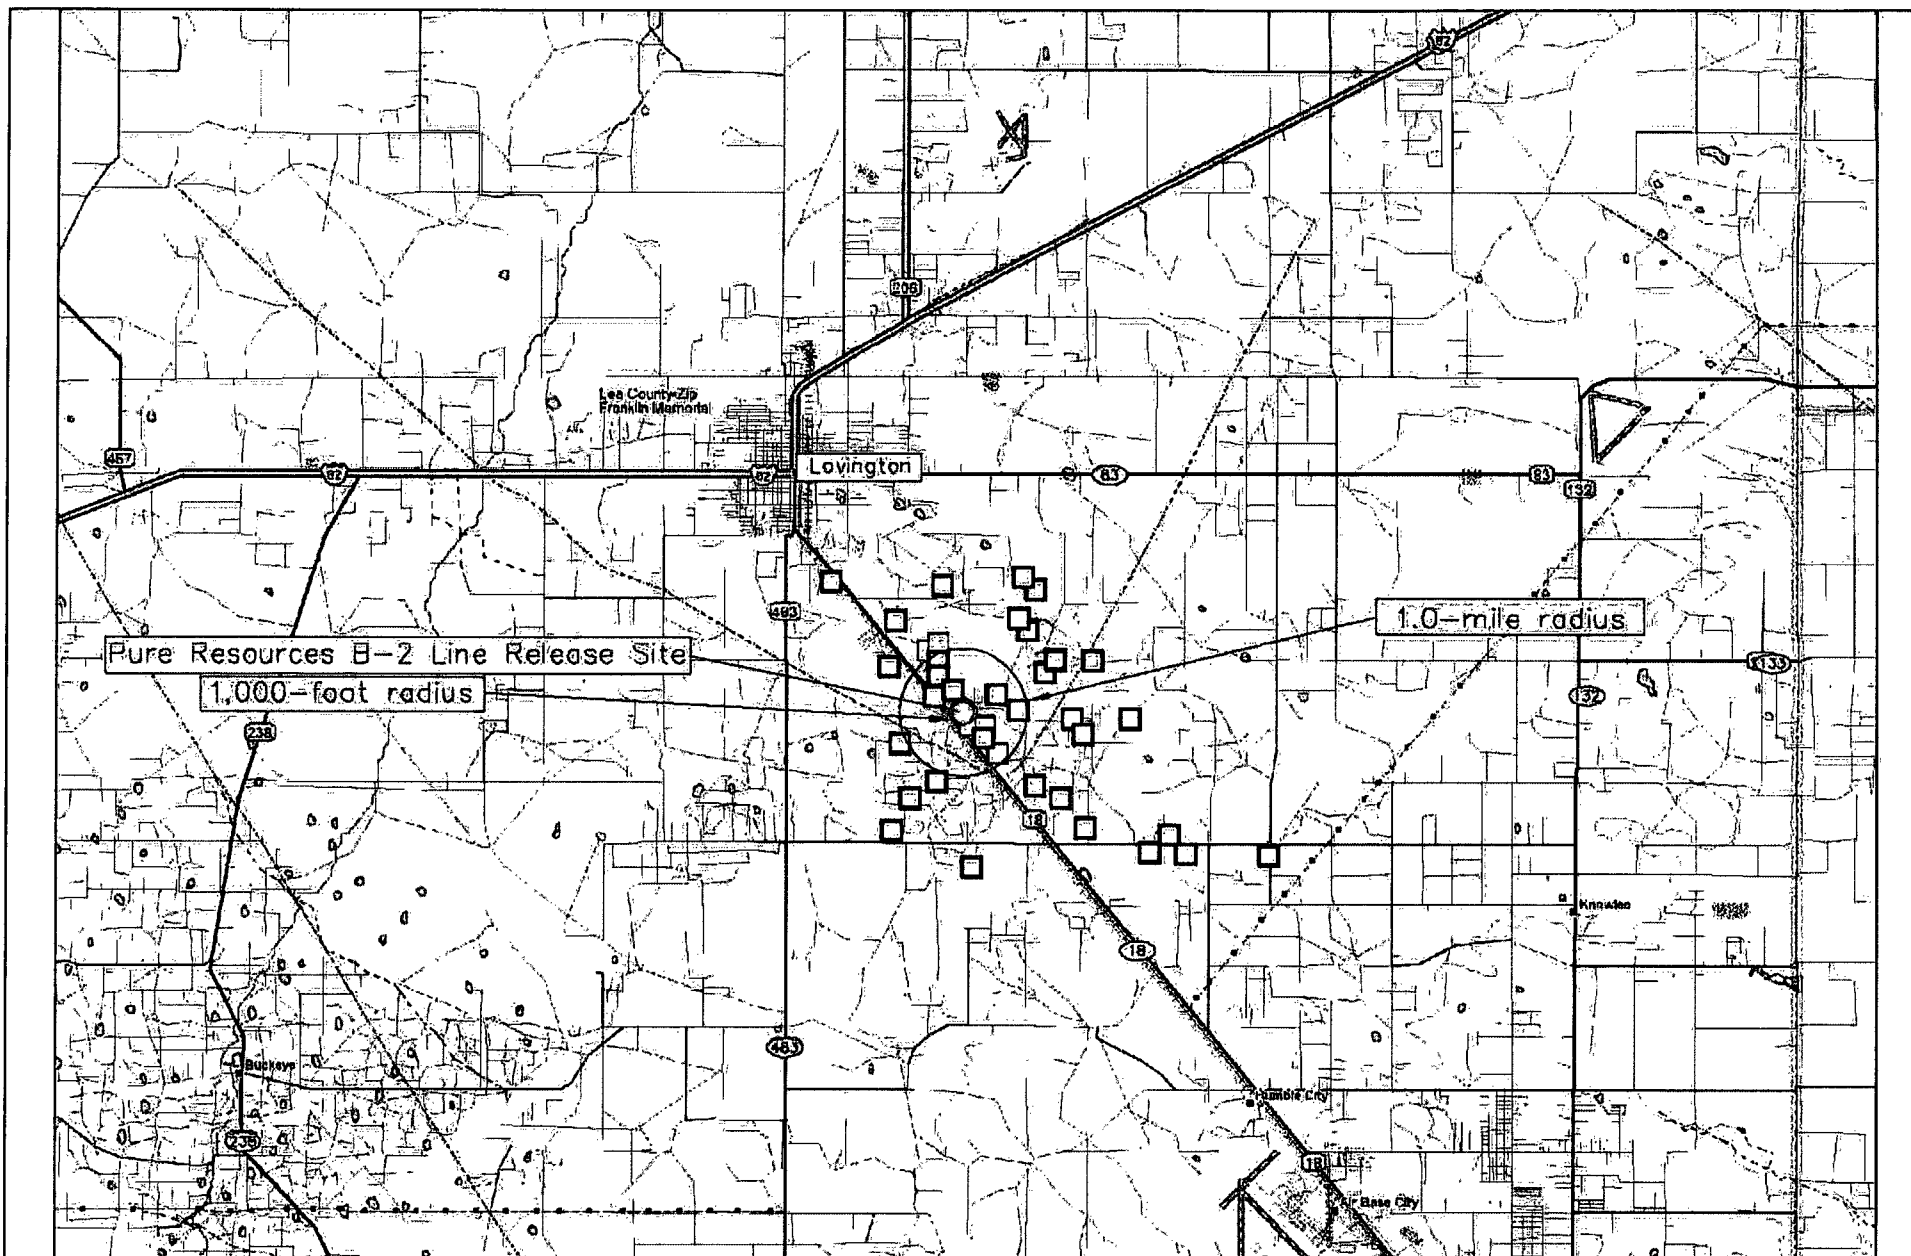 82
206
Lea County-Zip
Franklin Memorial
457
82
82
Lovington
83
83
132
483
1.0-mile radius
Pure Resources B-2 Line Release Site
133
1,000-foot radius
132
238
18
Knowles
18
483
Buckeye
Humble City
238
18
Base City